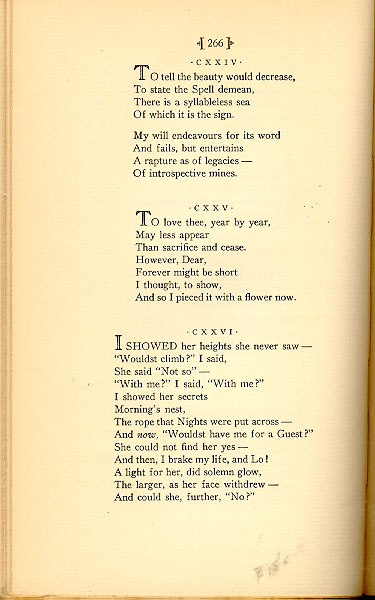 [ 266 ]
·CXXIV·
TO tell the beauty would decrease,
To state the Spell demean,
There is a syllableless sea
Of which it is the sign.
My will endeavours for its word
And fails, but entertains
A rapture as of legacies —
Of introspective mines.
·CXXV·
TO love thee, year by year,
May less appear
Than sacrifice and cease.
However, Dear,
Forever might be short
I thought, to show,
And so I pieced it with a flower now.
·CXXVI·
I SHOWED her heights she never saw —
“Wouldst climb?” I said,
She said “Not so” —
“With me?” I said, “With me?”
I showed her secrets
Morning's nest,
The rope that Nights were put across —
And now, “Wouldst have me for a Guest?”
She could not find her yes —
And then, I brake my life, and Lo!
A light for her, did solemn glow,
The larger, as her face withdrew —
And could she, further, “No?”